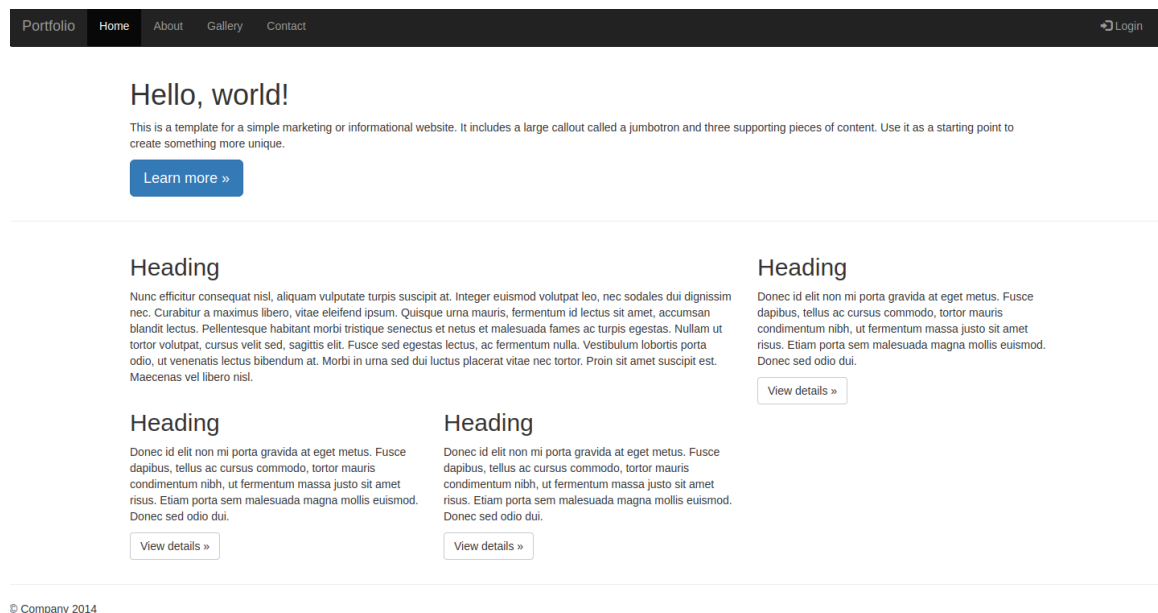 Portfolio Home About Gallery Contact Login
Hello, world!
This is a template for a simple marketing or informational website. It includes a large callout called a jumbotron and three supporting pieces of content. Use it as a starting point to
create something more unique.
Learn more »
Heading
Nunc efficitur consequat nisl, aliquam vulputate turpis suscipit at. Integer euismod volutpat leo, nec sodales dui dignissim
nec. Curabitur a maximus libero, vitae eleifend ipsum. Quisque urna mauris, fermentum id lectus sit amet, accumsan
blandit lectus. Pellentesque habitant morbi tristique senectus et netus et malesuada fames ac turpis egestas. Nullam ut
tortor volutpat, cursus velit sed, sagittis elit. Fusce sed egestas lectus, ac fermentum nulla. Vestibulum lobortis porta
odio, ut venenatis lectus bibendum at. Morbi in urna sed dui luctus placerat vitae nec tortor. Proin sit amet suscipit est.
Maecenas vel libero nisl.
Heading
Donec id elit non mi porta gravida at eget metus. Fusce
dapibus, tellus ac cursus commodo, tortor mauris
condimentum nibh, ut fermentum massa justo sit amet
risus. Etiam porta sem malesuada magna mollis euismod.
Donec sed odio dui.
View details »
Heading
Donec id elit non mi porta gravida at eget metus. Fusce
dapibus, tellus ac cursus commodo, tortor mauris
condimentum nibh, ut fermentum massa justo sit amet
risus. Etiam porta sem malesuada magna mollis euismod.
Donec sed odio dui.
View details »
Heading
Donec id elit non mi porta gravida at eget metus. Fusce
dapibus, tellus ac cursus commodo, tortor mauris
condimentum nibh, ut fermentum massa justo sit amet
risus. Etiam porta sem malesuada magna mollis euismod.
Donec sed odio dui.
View details »
© Company 2014